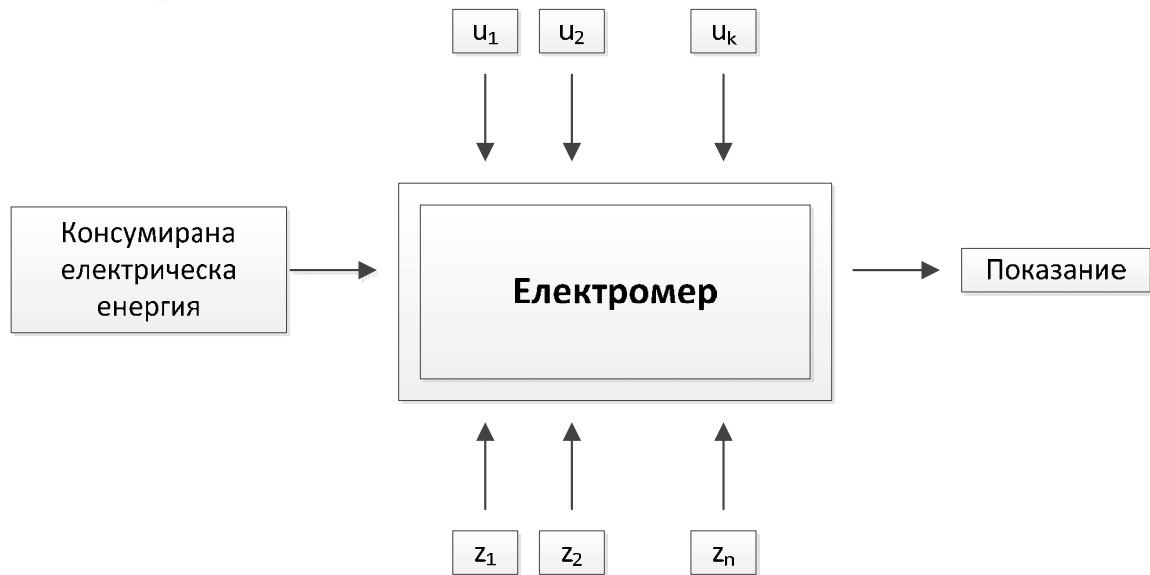 u₁ u₂ uₖ
Консумирана
електрическа
енергия
Електромер
Показание
z₁ z₂ zₙ